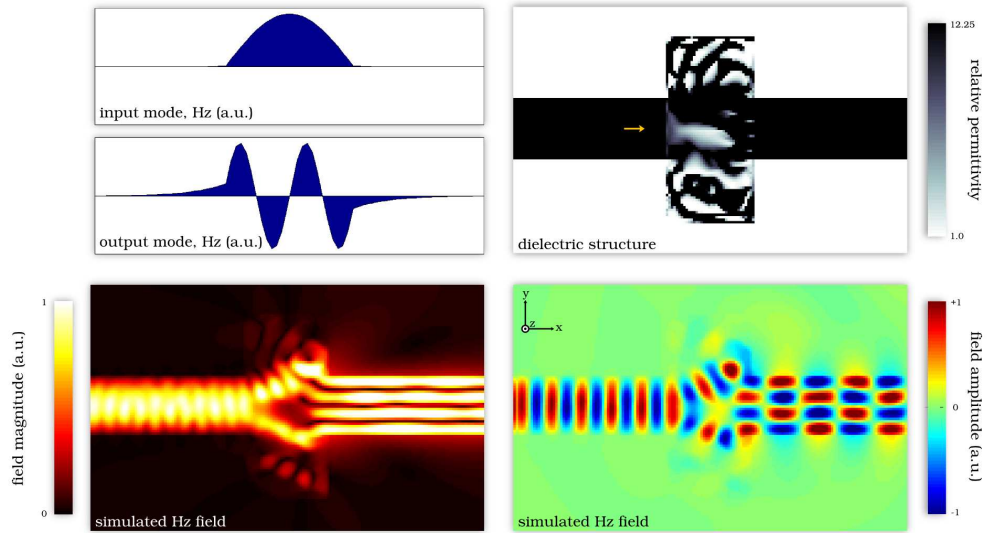 input mode, Hz (a.u.)
output mode, Hz (a.u.)
dielectric structure
12.25
relative permittivity
1.0
field magnitude (a.u.)
1
0
simulated Hz field
y
z
x
simulated Hz field
+1
0
-1
field amplitude (a.u.)